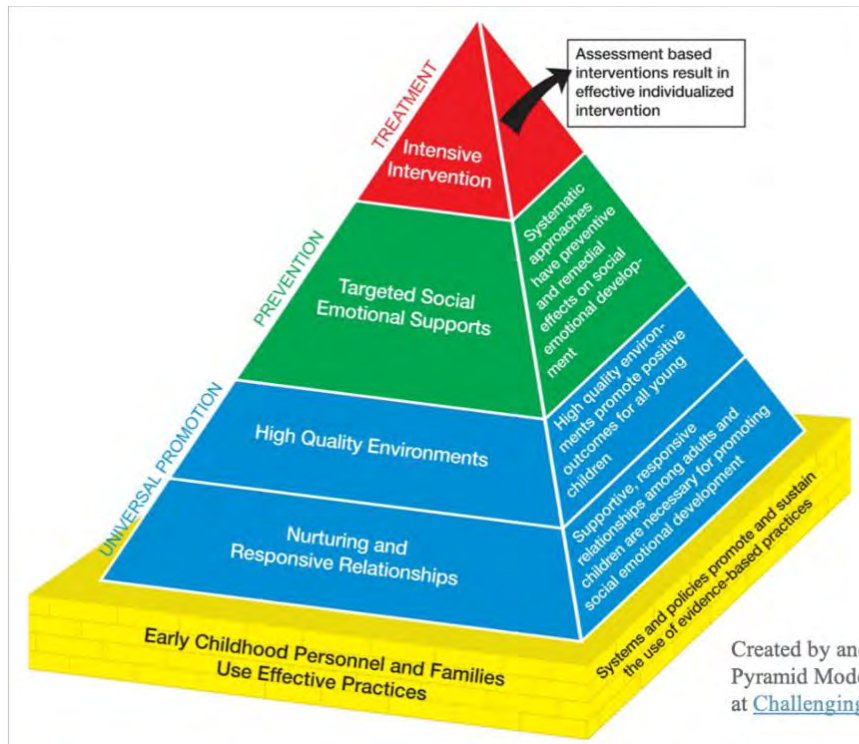 Assessment based
interventions result in
effective individualized
intervention
TREATMENT
Intensive
Intervention
Systematic
approaches
have preventive
and remedial
effects on social
emotional develop-
ment
PREVENTION
Targeted Social
Emotional Supports
High quality environ-
ments promote positive
outcomes for all young
children
UNIVERSAL PROMOTION
High Quality Environments
Supportive, responsive
relationships among adults and
children are necessary for promoting
social emotional development
Nurturing and
Responsive Relationships
Early Childhood Personnel and Families
Use Effective Practices
Systems and policies promote and sustain
the use of evidence-based practices
Created by an
Pyramid Mod
at Challenging